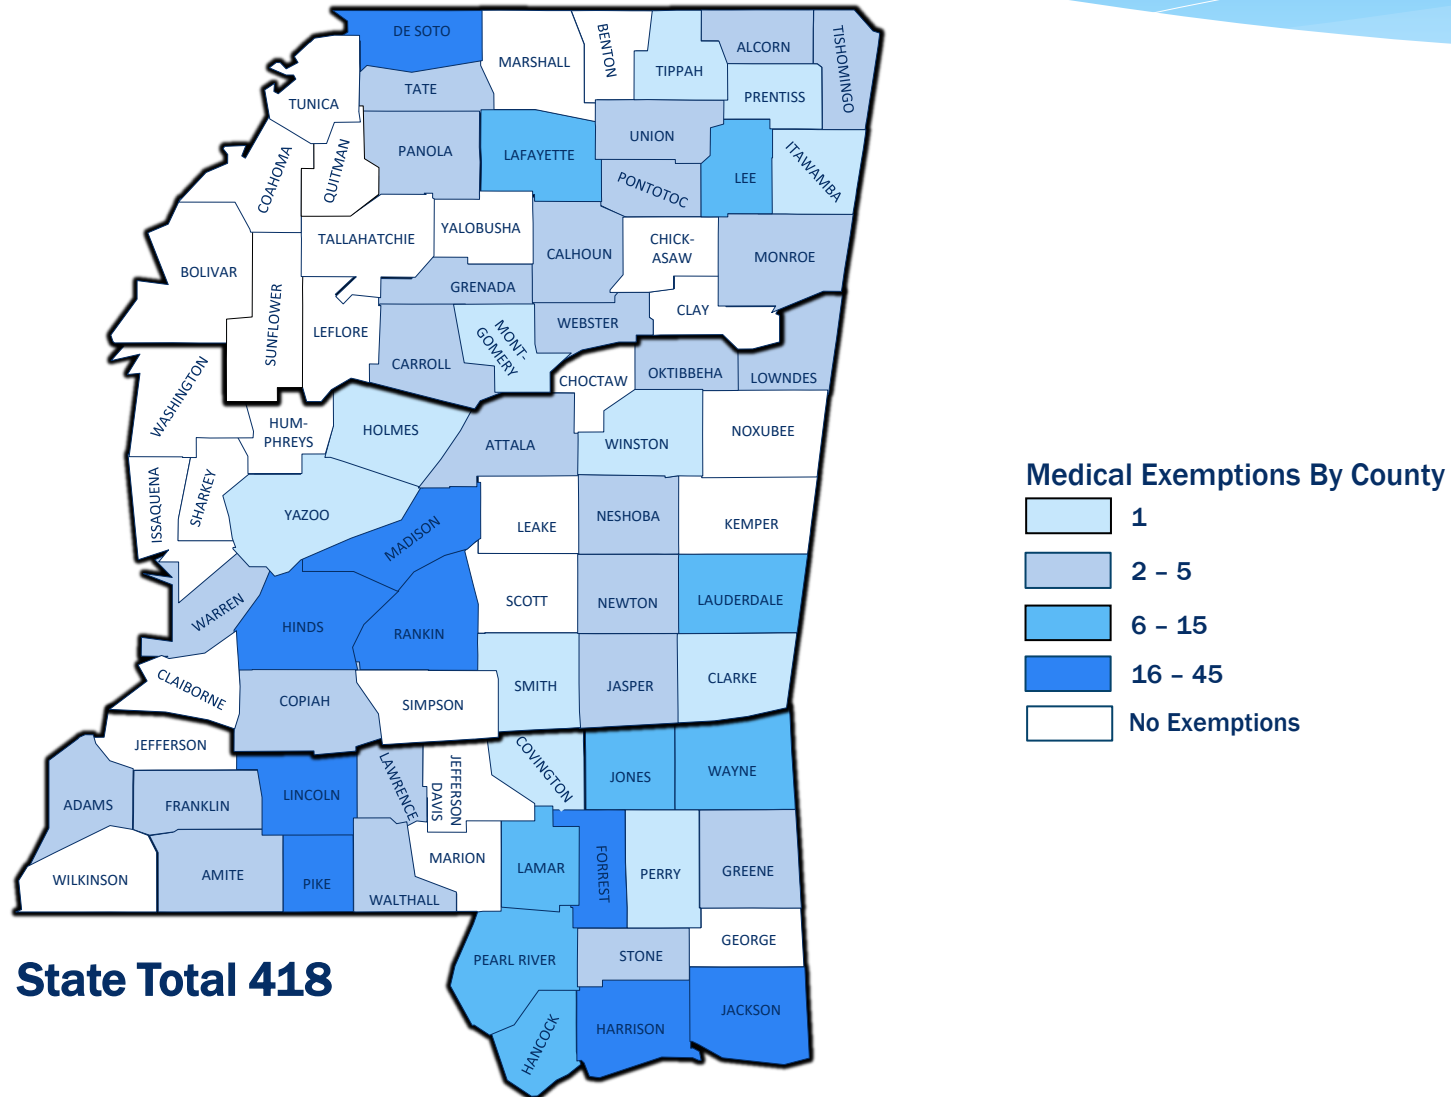 DE SOTO
MARSHALL
BENTON
TIPPAH
ALCORN
TISHOMINGO
TUNICA
TATE
PRENTISS
COAHOMA
QUITMAN
PANOLA
LAFAYETTE
UNION
PONTOTOC
LEE
ITAWAMBA
BOLIVAR
SUNFLOWER
TALLAHATCHIE
YALOBUSHA
CALHOUN
CHICK-
ASAW
MONROE
LEFLORE
GRENADA
CARROLL
MONT-
GOMERY
WEBSTER
CLAY
WASHINGTON
HUM-
PHREYS
HOLMES
ATTALA
CHOCTAW
OKTIBBEHA
LOWNDES
WINSTON
NOXUBEE
ISSAQUENA
SHARKEY
YAZOO
MADISON
LEAKE
NESHOBA
KEMPER
WARREN
HINDS
RANKIN
SCOTT
NEWTON
LAUDERDALE
CLAIBORNE
COPIAH
SIMPSON
SMITH
JASPER
CLARKE
JEFFERSON
ADAMS
FRANKLIN
LINCOLN
LAWRENCE
JEFFERSON
DAVIS
COVINGTON
JONES
WAYNE
WILKINSON
AMITE
PIKE
WALTHALL
MARION
LAMAR
FORREST
PERRY
GREENE
PEARL RIVER
STONE
GEORGE
HANCOCK
HARRISON
JACKSON
State Total 418
Medical Exemptions By County
1
2 – 5
6 – 15
16 – 45
No Exemptions